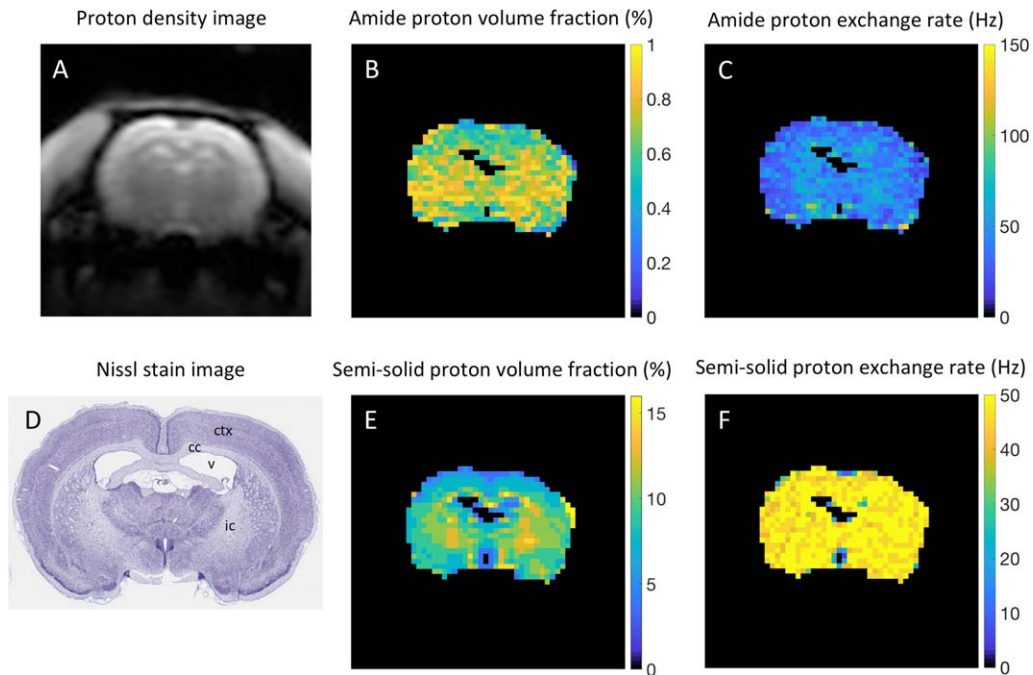 Proton density image
Amide proton volume fraction (%)
Amide proton exchange rate (Hz)
A
B
1
0.8
0.6
0.4
0.2
0
C
150
100
50
0
Nissl stain image
Semi-solid proton volume fraction (%)
Semi-solid proton exchange rate (Hz)
D
ctx
cc
v
ic
E
15
10
5
0
F
50
40
30
20
10
0